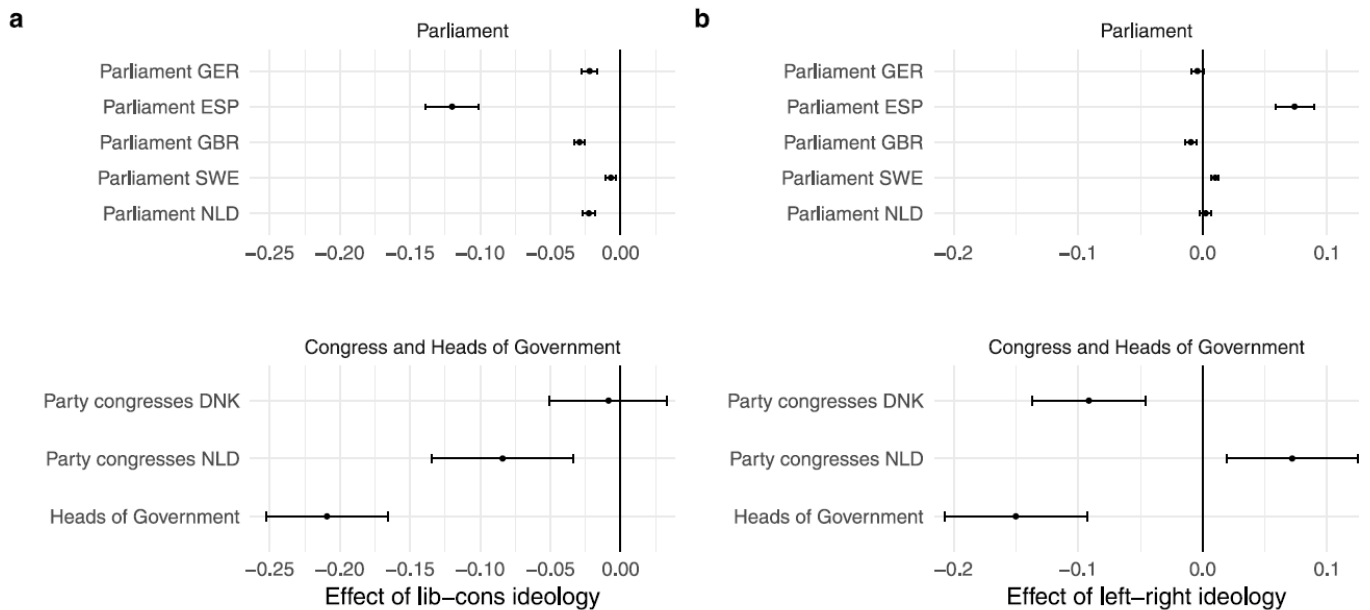 a
Parliament
Parliament GER
Parliament ESP
Parliament GBR
Parliament SWE
Parliament NLD
−0.25 −0.20 −0.15 −0.10 −0.05 0.00
Congress and Heads of Government
Party congresses DNK
Party congresses NLD
Heads of Government
−0.25 −0.20 −0.15 −0.10 −0.05 0.00
Effect of lib−cons ideology
b
Parliament
Parliament GER
Parliament ESP
Parliament GBR
Parliament SWE
Parliament NLD
−0.2 −0.1 0.0 0.1
Congress and Heads of Government
Party congresses DNK
Party congresses NLD
Heads of Government
−0.2 −0.1 0.0 0.1
Effect of left−right ideology